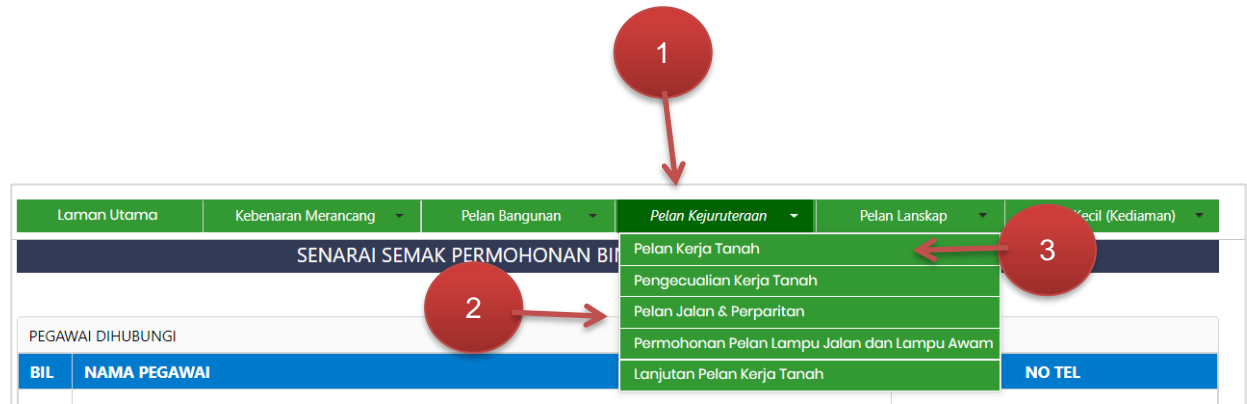 1
Laman Utama Kebenaran Merancang Pelan Bangunan Pelan Kejuruteraan Pelan Lanskap Kecil (Kediaman)
SENARAI SEMAK PERMOHONAN
Pelan Kerja Tanah
3
Pengecualian Kerja Tanah
2
Pelan Jalan & Perparitan
PEGAWAI DIHUBUNGI
Permohonan Pelan Lampu Jalan dan Lampu Awam
BIL NAMA PEGAWAI NO TEL
Lanjutan Pelan Kerja Tanah